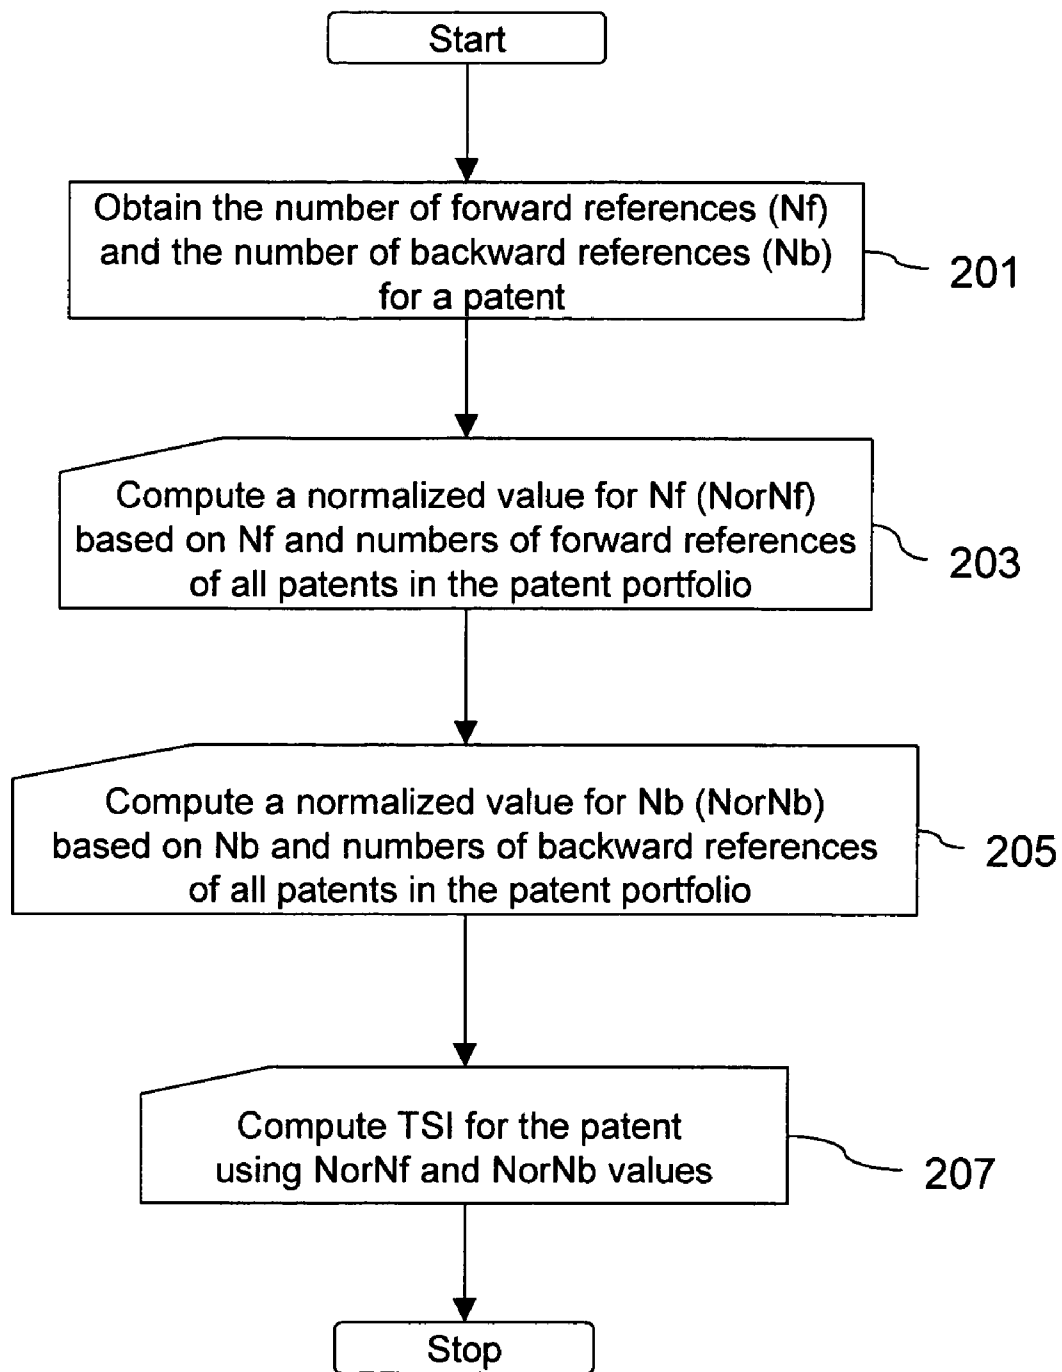 Start
Obtain the number of forward references (Nf)
and the number of backward references (Nb)
for a patent
201
Compute a normalized value for Nf (NorNf)
based on Nf and numbers of forward references
of all patents in the patent portfolio
203
Compute a normalized value for Nb (NorNb)
based on Nb and numbers of backward references
of all patents in the patent portfolio
205
Compute TSI for the patent
using NorNf and NorNb values
207
Stop